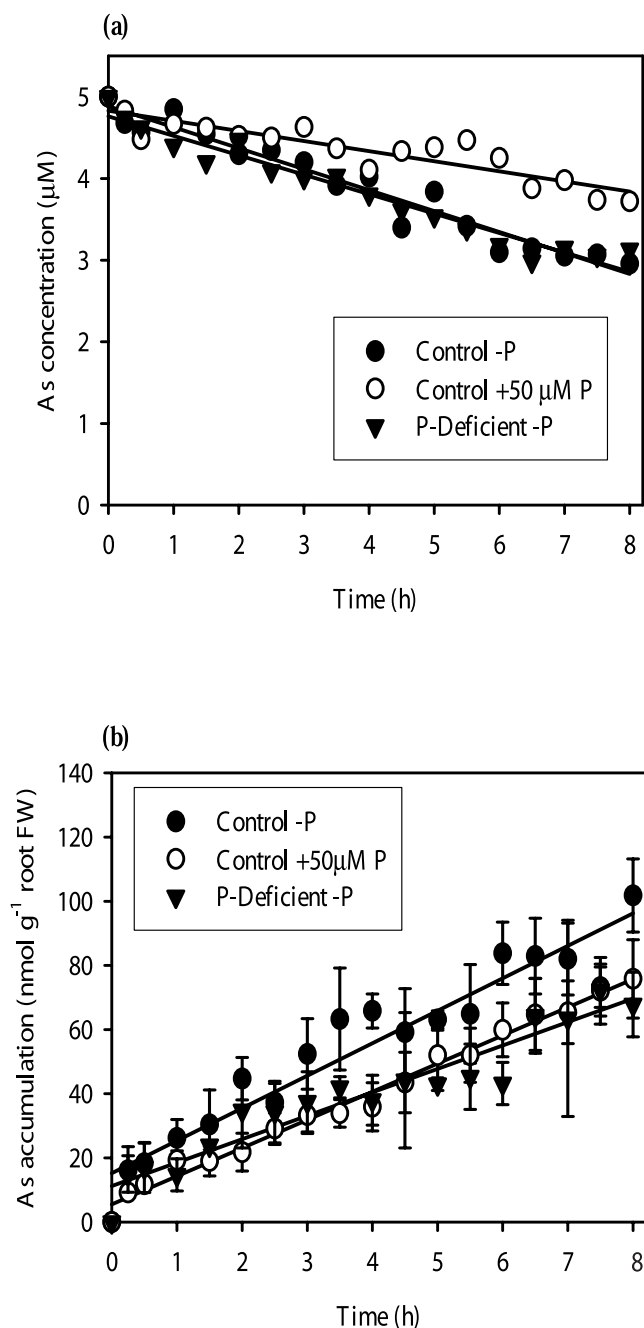 (a)
As concentration (μM)
6
5
4
3
2
1
0
Control -P
Control +50 μM P
P-Deficient -P
0 1 2 3 4 5 6 7 8
Time (h)
(b)
As accumulation (nmol g⁻¹ root FW)
140
120
100
80
60
40
20
0
Control -P
Control +50μM P
P-Deficient -P
0 1 2 3 4 5 6 7 8
Time (h)